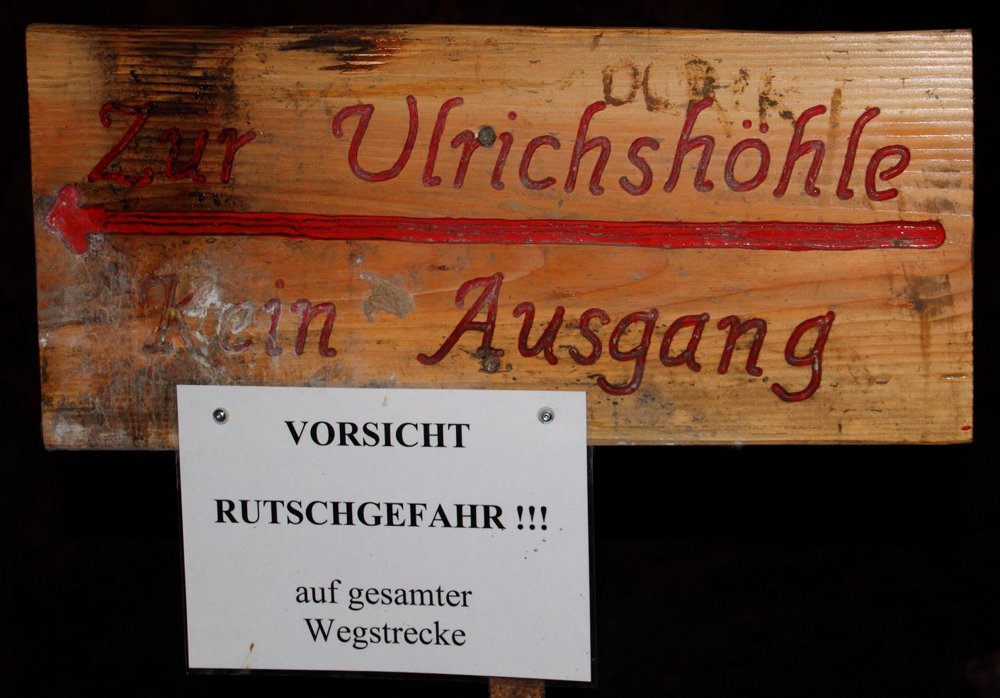 Zur Ulrichshöhle
Kein Ausgang
VORSICHT
RUTSCHGEFAHR !!!
auf gesamter
Wegstrecke